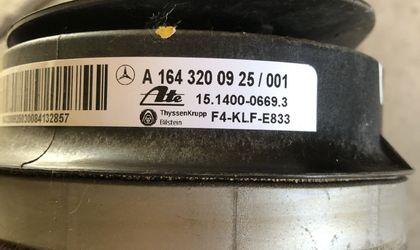 A 164 320 09 25 / 001
Ate 15.1400-0669.3
ThyssenKrupp
Bilstein
F4-KLF-E833